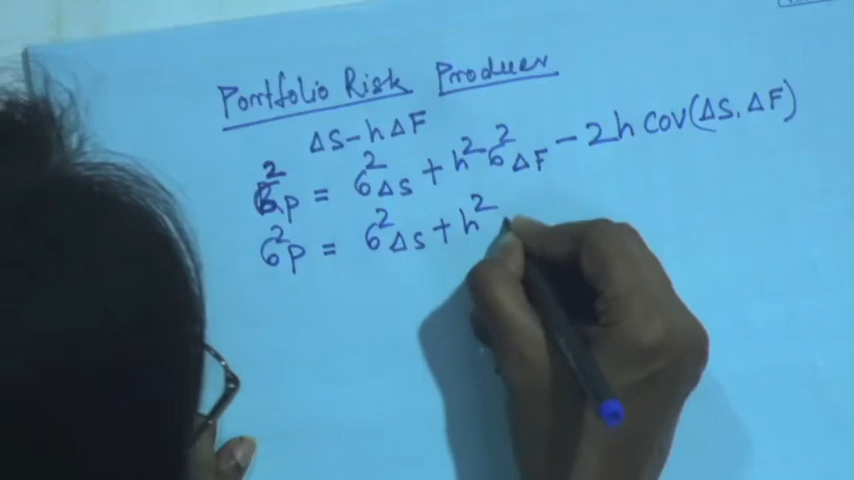 Portfolio Risk Producer
ΔS-hΔF
σ²p = σ²ΔS + h²σ²ΔF - 2h cov(ΔS, ΔF)
σ²p = σ²ΔS + h²